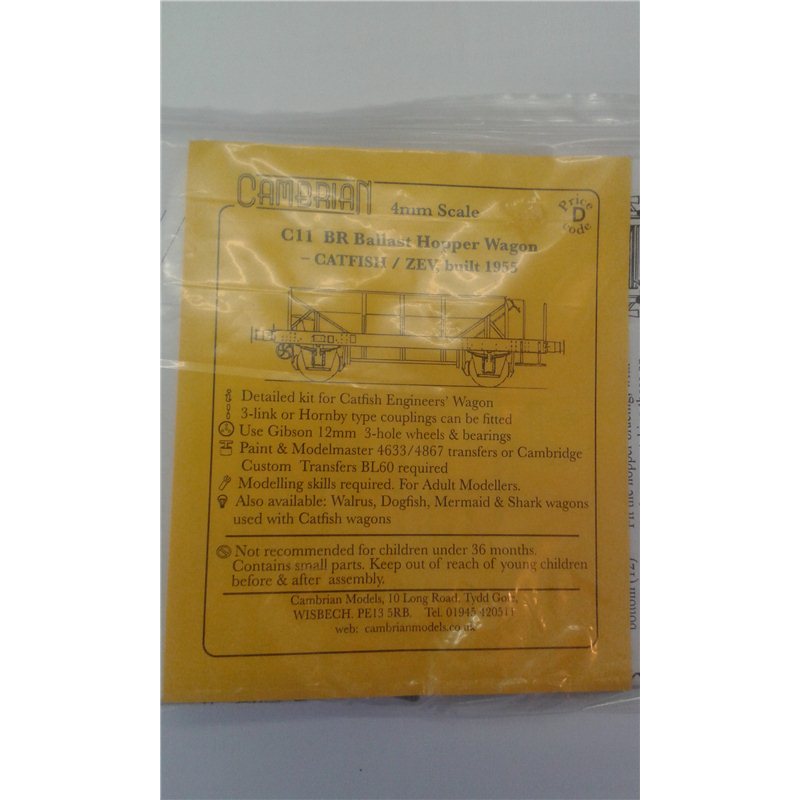 CAMBRIAN 4mm Scale
Price D code
C11 BR Ballast Hopper Wagon
– CATFISH / ZEV, built 1955
Detailed kit for Catfish Engineers' Wagon
3-link or Hornby type couplings can be fitted
Use Gibson 12mm 3-hole wheels & bearings
Paint & Modelmaster 4633/4867 transfers or Cambridge
Custom Transfers BL60 required
Modelling skills required. For Adult Modellers.
Also available: Walrus, Dogfish, Mermaid & Shark wagons
used with Catfish wagons
Not recommended for children under 36 months.
Contains small parts. Keep out of reach of young children
before & after assembly.
Cambrian Models, 10 Long Road, Tydd Gote,
WISBECH. PE13 5RB. Tel. 01945 420511
web: cambrianmodels.co.uk
bottom (12)